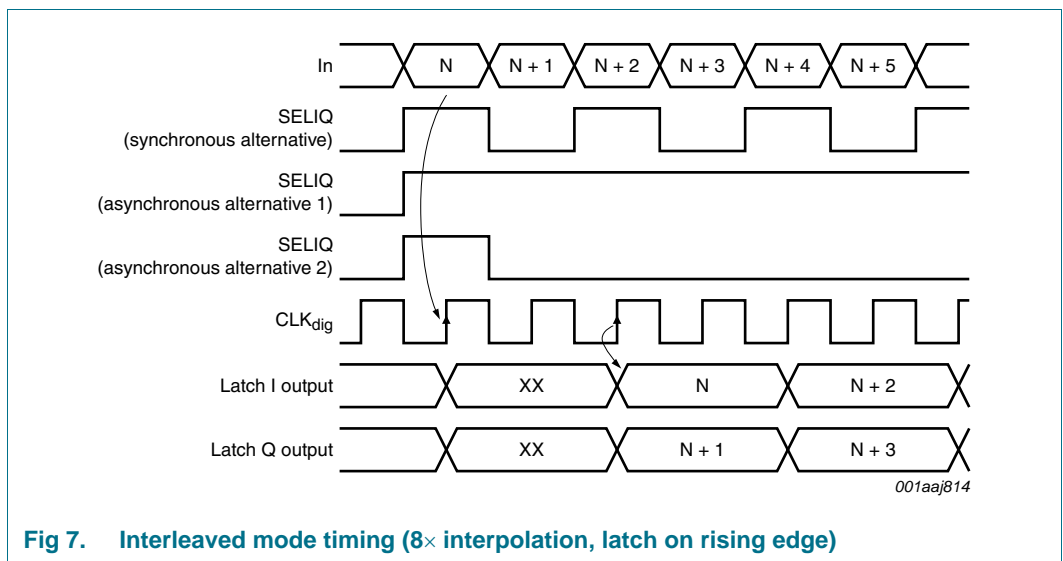 In
N
N + 1
N + 2
N + 3
N + 4
N + 5
SELIQ
(synchronous alternative)
SELIQ
(asynchronous alternative 1)
SELIQ
(asynchronous alternative 2)
CLKdig
Latch I output
XX
N
N + 2
Latch Q output
XX
N + 1
N + 3
001aaj814
Fig 7. Interleaved mode timing (8× interpolation, latch on rising edge)